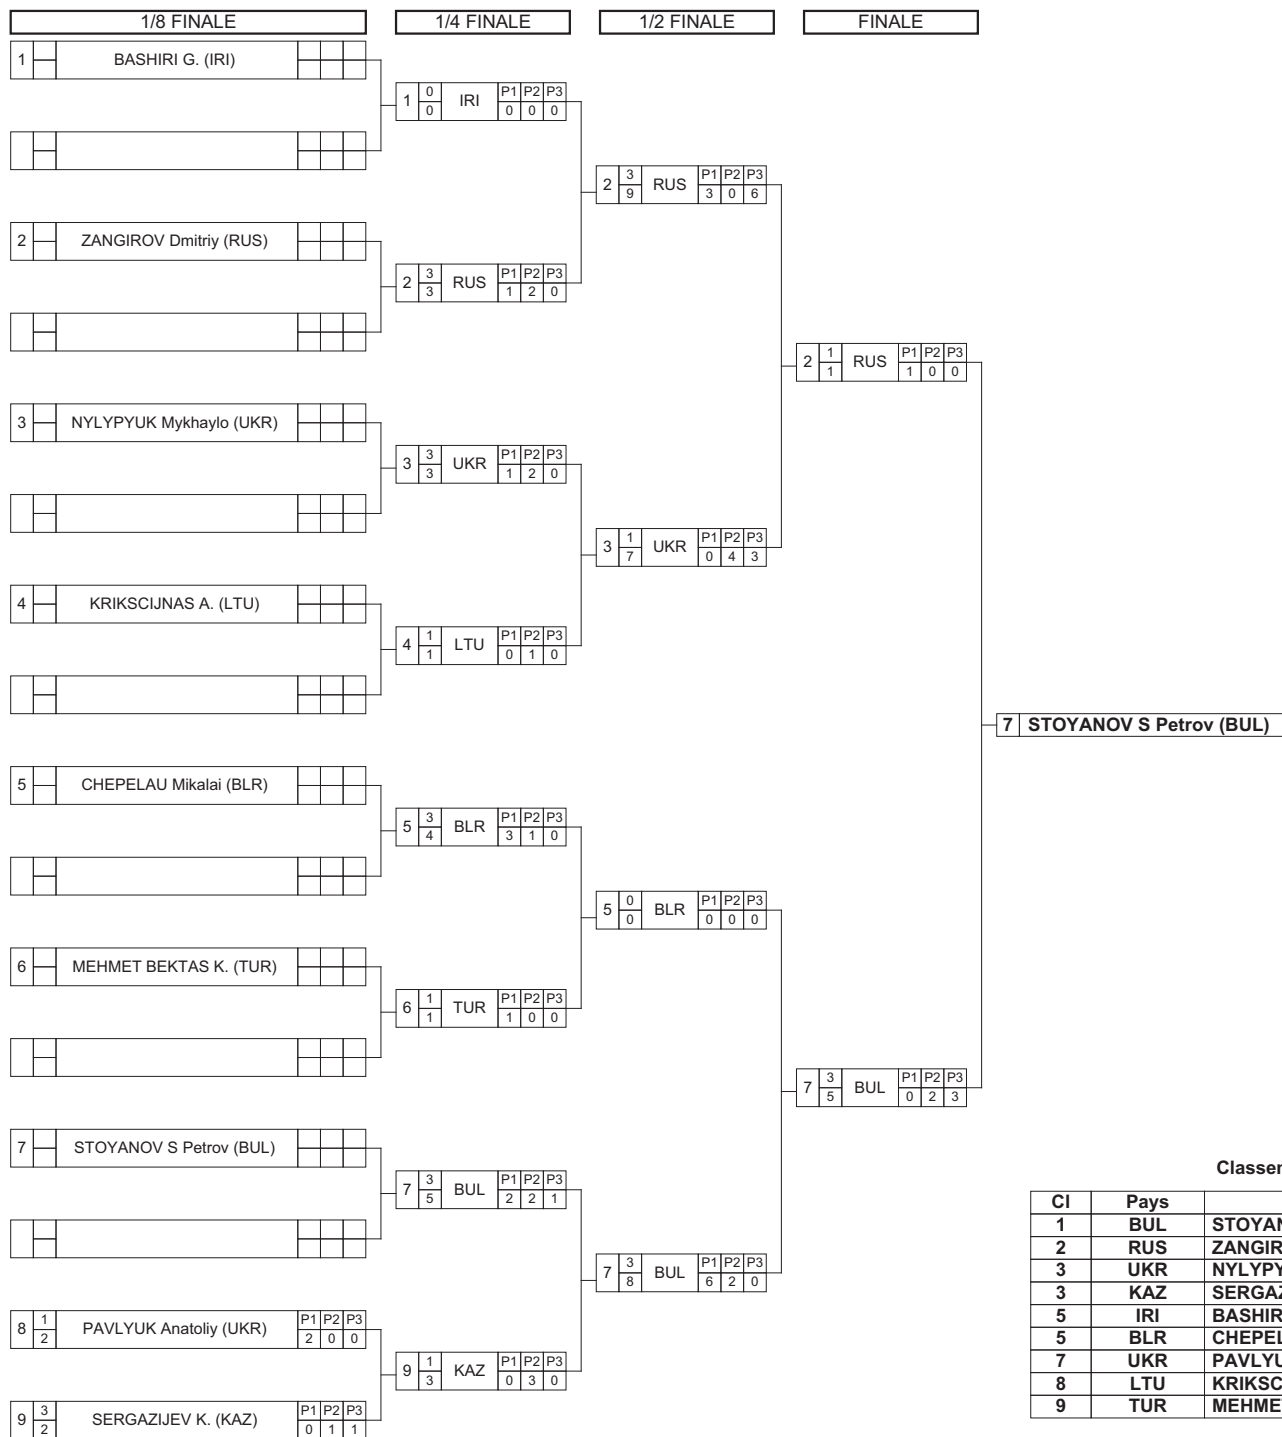 1/8 FINALE 1/4 FINALE 1/2 FINALE FINALE
1 BASHIRI G. (IRI)
1 0 0 IRI P1 P2 P3 0 0 0
2 3 9 RUS P1 P2 P3 3 0 6
2 ZANGIROV Dmitriy (RUS)
2 3 3 RUS P1 P2 P3 1 2 0
2 1 1 RUS P1 P2 P3 1 0 0
3 NYLYPYUK Mykhaylo (UKR)
3 3 3 UKR P1 P2 P3 1 2 0
3 1 7 UKR P1 P2 P3 0 4 3
4 KRIKSCIJNAS A. (LTU)
4 1 1 LTU P1 P2 P3 0 1 0
7 STOYANOV S Petrov (BUL)
5 CHEPELAU Mikalai (BLR)
5 3 4 BLR P1 P2 P3 3 1 0
5 0 0 BLR P1 P2 P3 0 0 0
6 MEHMET BEKTAS K. (TUR)
6 1 1 TUR P1 P2 P3 1 0 0
7 3 5 BUL P1 P2 P3 0 2 3
7 STOYANOV S Petrov (BUL)
7 3 5 BUL P1 P2 P3 2 2 1
7 3 8 BUL P1 P2 P3 6 2 0
8 1 2 PAVLYUK Anatoliy (UKR) P1 P2 P3 2 0 0
9 1 3 KAZ P1 P2 P3 0 3 0
9 3 2 SERGAZIJEV K. (KAZ) P1 P2 P3 0 1 1
Classer
Cl Pays
1 BUL STOYAN
2 RUS ZANGIR
3 UKR NYLYPY
3 KAZ SERGAZ
5 IRI BASHIR
5 BLR CHEPEL
7 UKR PAVLYU
8 LTU KRIKSC
9 TUR MEHME